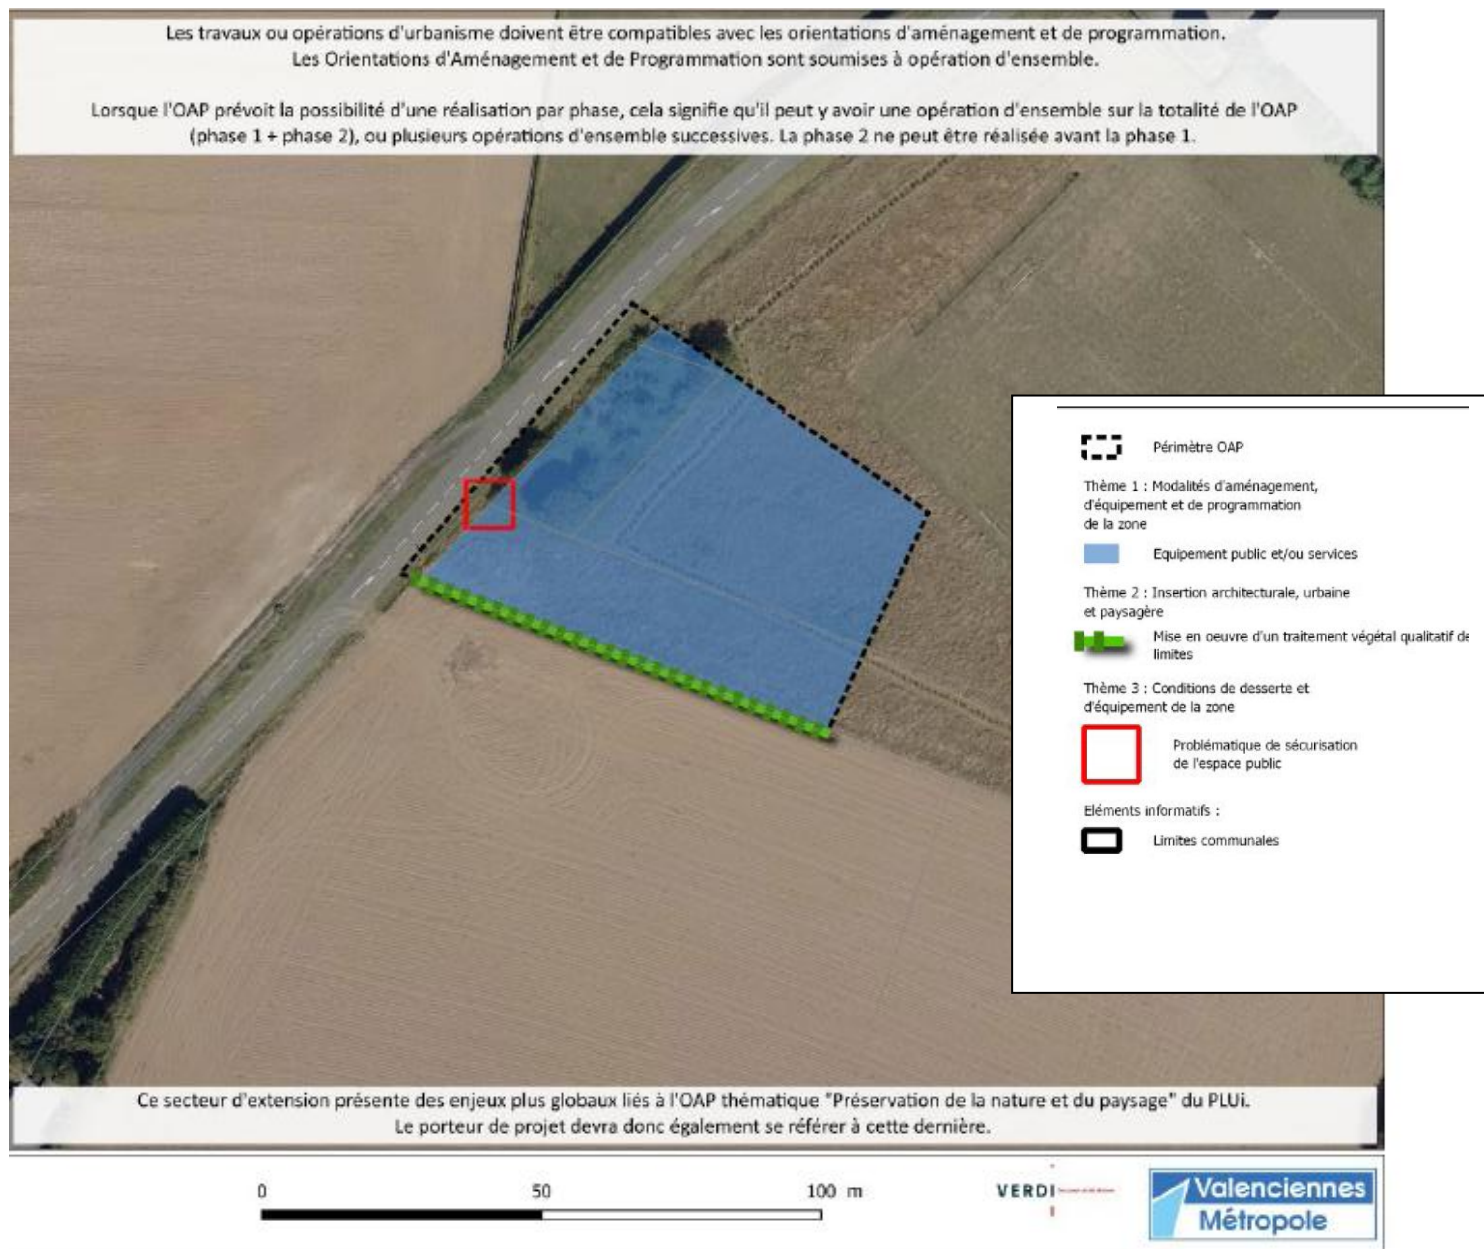 Les travaux ou opérations d'urbanisme doivent être compatibles avec les orientations d'aménagement et de programmation.
Les Orientations d'Aménagement et de Programmation sont soumises à opération d'ensemble.
Lorsque l'OAP prévoit la possibilité d'une réalisation par phase, cela signifie qu'il peut y avoir une opération d'ensemble sur la totalité de l'OAP
(phase 1 + phase 2), ou plusieurs opérations d'ensemble successives. La phase 2 ne peut être réalisée avant la phase 1.
Périmètre OAP
Thème 1 : Modalités d'aménagement,
d'équipement et de programmation
de la zone
Equipement public et/ou services
Thème 2 : Insertion architecturale, urbaine
et paysagère
Mise en oeuvre d'un traitement végétal qualitatif de
limites
Thème 3 : Conditions de desserte et
d'équipement de la zone
Problématique de sécurisation
de l'espace public
Eléments informatifs :
Limites communales
Ce secteur d'extension présente des enjeux plus globaux liés à l'OAP thématique "Préservation de la nature et du paysage" du PLUi.
Le porteur de projet devra donc également se référer à cette dernière.
0 50 100 m
VERDI
Valenciennes
Métropole